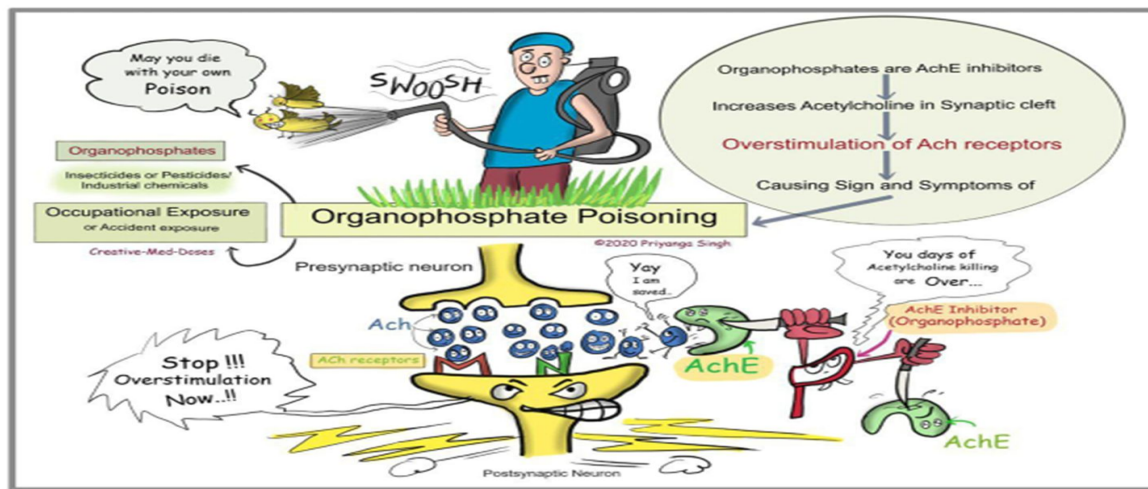 May you die
with your own
Poison
SWOOSH
Organophosphates are AchE inhibitors
Increases Acetylcholine in Synaptic cleft
Overstimulation of Ach receptors
Causing Sign and Symptoms of
Organophosphates
Insecticides or Pesticides/
Industrial chemicals
Occupational Exposure
or Accident exposure
Creative-Med-Doses
Organophosphate Poisoning
©2020 Priyanga Singh
Presynaptic neuron
Yay
I am
saved..
You days of
Acetylcholine killing
are Over...
AchE Inhibitor
(Organophosphate)
Ach
ACh receptors
M
N
AchE
Stop !!!
Overstimulation
Now..!!
AchE
Postsynaptic Neuron